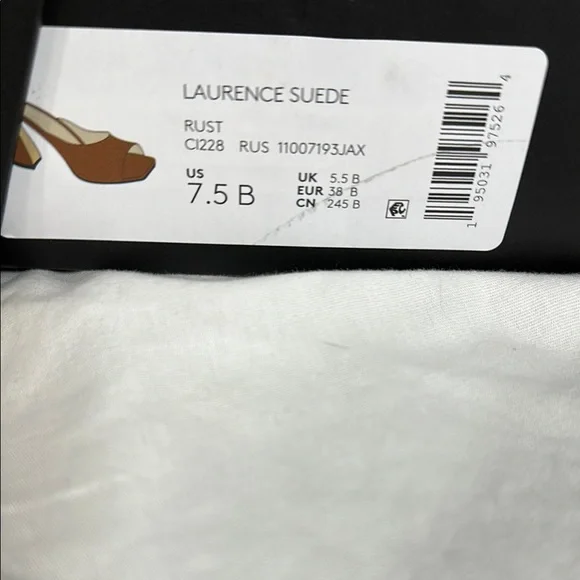 LAURENCE SUEDE
RUST
CI228 RUS 11007193JAX
US
7.5 B
UK 5.5 B
EUR 38 B
CN 245 B
1 95031 97526 4